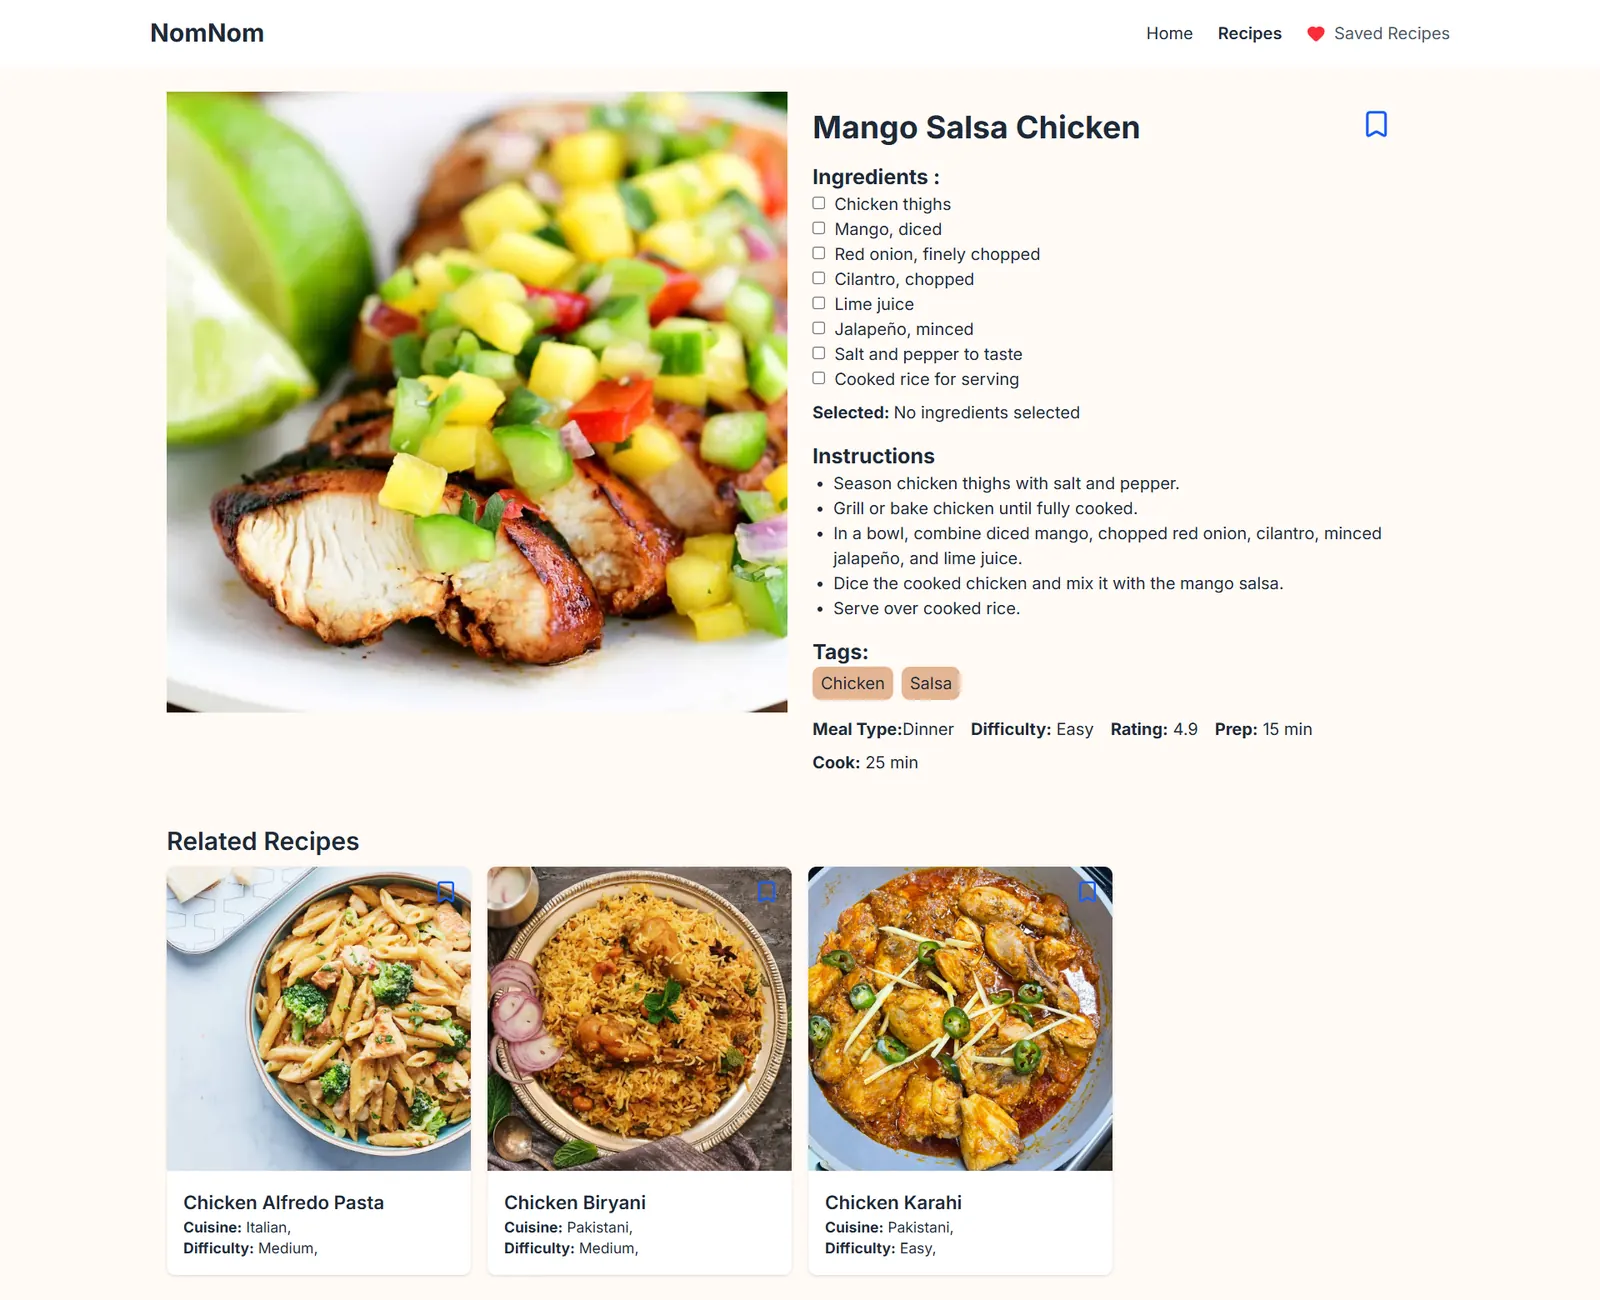 NomNom
Home Recipes Saved Recipes
Mango Salsa Chicken
Ingredients :
Chicken thighs
Mango, diced
Red onion, finely chopped
Cilantro, chopped
Lime juice
Jalapeño, minced
Salt and pepper to taste
Cooked rice for serving
Selected: No ingredients selected
Instructions
• Season chicken thighs with salt and pepper.
• Grill or bake chicken until fully cooked.
• In a bowl, combine diced mango, chopped red onion, cilantro, minced
jalapeño, and lime juice.
• Dice the cooked chicken and mix it with the mango salsa.
• Serve over cooked rice.
Tags:
Chicken Salsa
Meal Type:Dinner Difficulty: Easy Rating: 4.9 Prep: 15 min
Cook: 25 min
Related Recipes
Chicken Alfredo Pasta
Cuisine: Italian,
Difficulty: Medium,
Chicken Biryani
Cuisine: Pakistani,
Difficulty: Medium,
Chicken Karahi
Cuisine: Pakistani,
Difficulty: Easy,